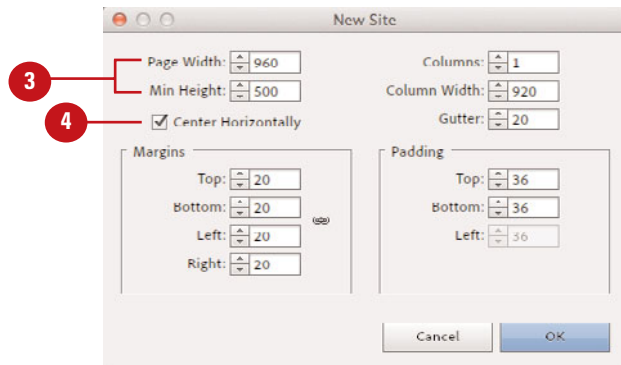 New Site
3
Page Width: 960
Min Height: 500
4
Center Horizontally
Columns: 1
Column Width: 920
Gutter: 20
Margins
Top: 20
Bottom: 20
Left: 20
Right: 20
Padding
Top: 36
Bottom: 36
Left: 36
Cancel
OK